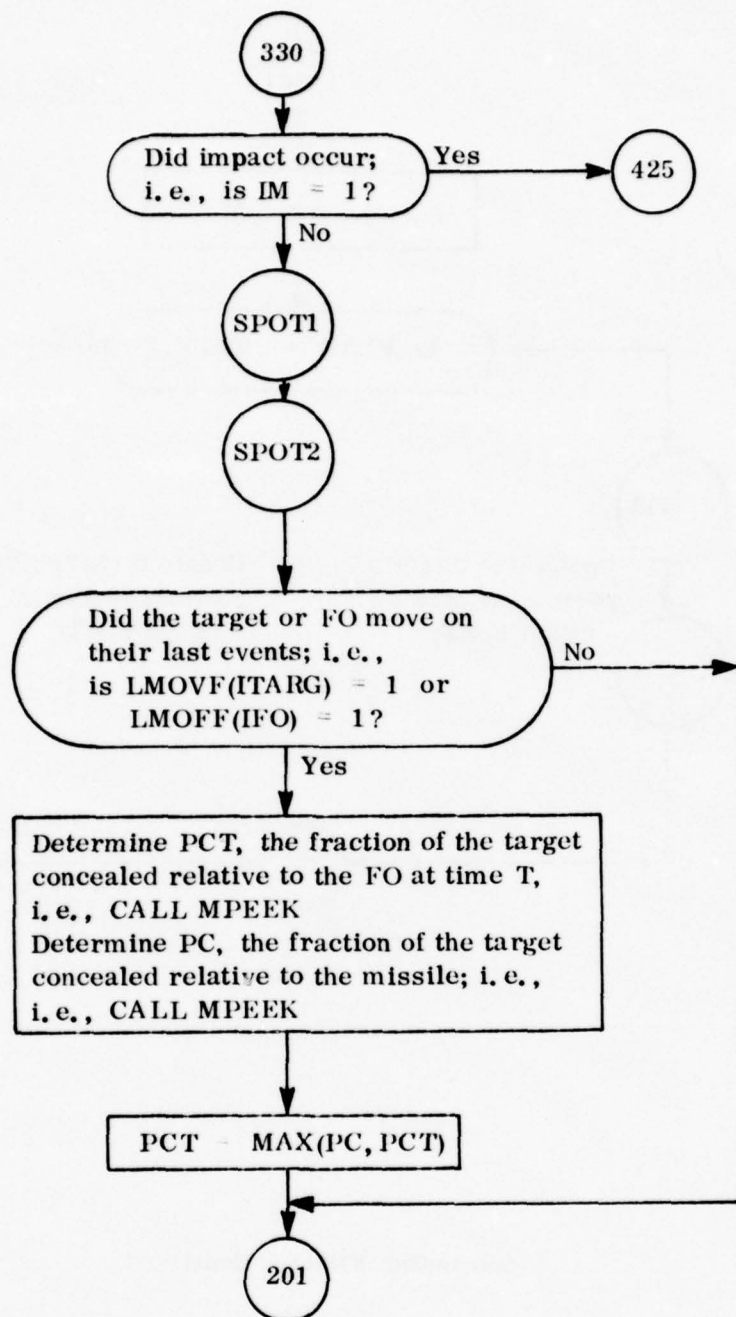 330
Did impact occur;
i.e., is IM = 1?
Yes
425
No
SPOT1
SPOT2
Did the target or FO move on
their last events; i.e.,
is LMOVF(ITARG) = 1 or
LMOFF(IFO) = 1?
No
Yes
Determine PCT, the fraction of the target
concealed relative to the FO at time T,
i.e., CALL MPEEK
Determine PC, the fraction of the target
concealed relative to the missile; i.e.,
i.e., CALL MPEEK
PCT = MAX(PC, PCT)
201